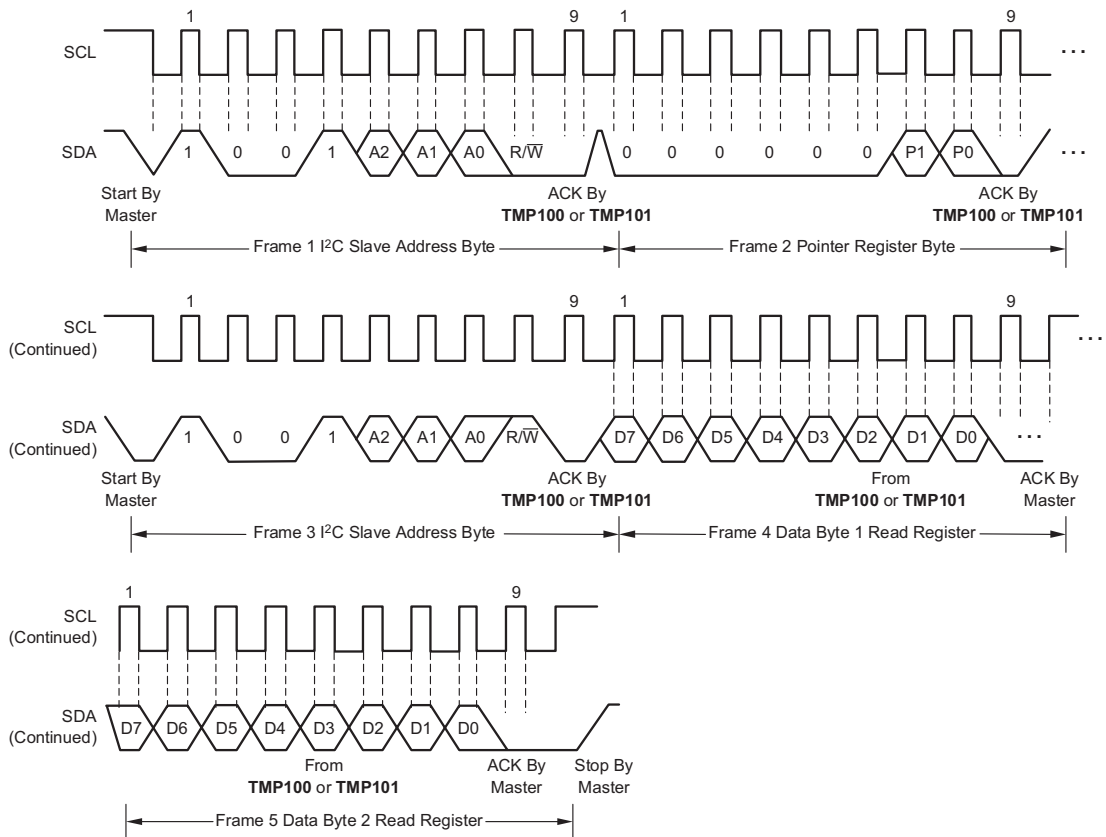 1 9 1 9
SCL ...
SDA 1 0 0 1 A2 A1 A0 R/W̅ 0 0 0 0 0 0 P1 P0 ...
Start By
Master
ACK By
TMP100 or TMP101
ACK By
TMP100 or TMP101
Frame 1 I²C Slave Address Byte
Frame 2 Pointer Register Byte
1 9 1 9
SCL
(Continued)
...
SDA
(Continued)
1 0 0 1 A2 A1 A0 R/W̅ D7 D6 D5 D4 D3 D2 D1 D0 ...
Start By
Master
ACK By
TMP100 or TMP101
From
TMP100 or TMP101
ACK By
Master
Frame 3 I²C Slave Address Byte
Frame 4 Data Byte 1 Read Register
1 9
SCL
(Continued)
SDA
(Continued)
D7 D6 D5 D4 D3 D2 D1 D0
From
TMP100 or TMP101
ACK By
Master
Stop By
Master
Frame 5 Data Byte 2 Read Register